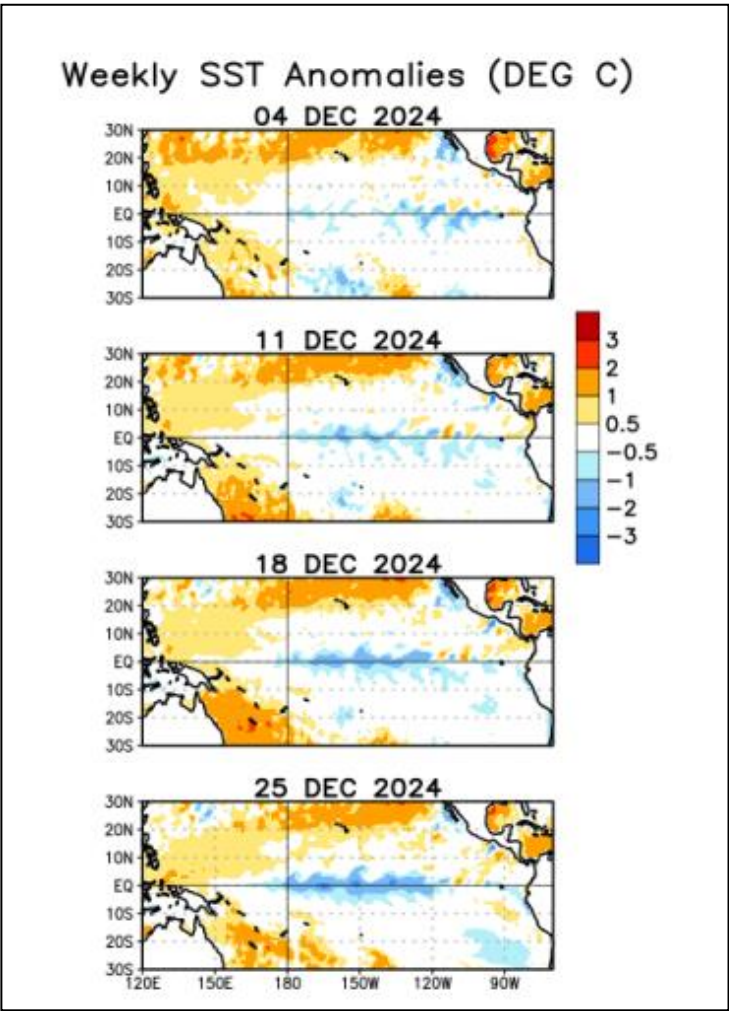 Weekly SST Anomalies (DEG C)
04 DEC 2024
30N
20N
10N
EQ
10S
20S
30S
11 DEC 2024
30N
20N
10N
EQ
10S
20S
30S
3
2
1
0.5
-0.5
-1
-2
-3
18 DEC 2024
30N
20N
10N
EQ
10S
20S
30S
25 DEC 2024
30N
20N
10N
EQ
10S
20S
30S
120E 150E 180 150W 120W 90W